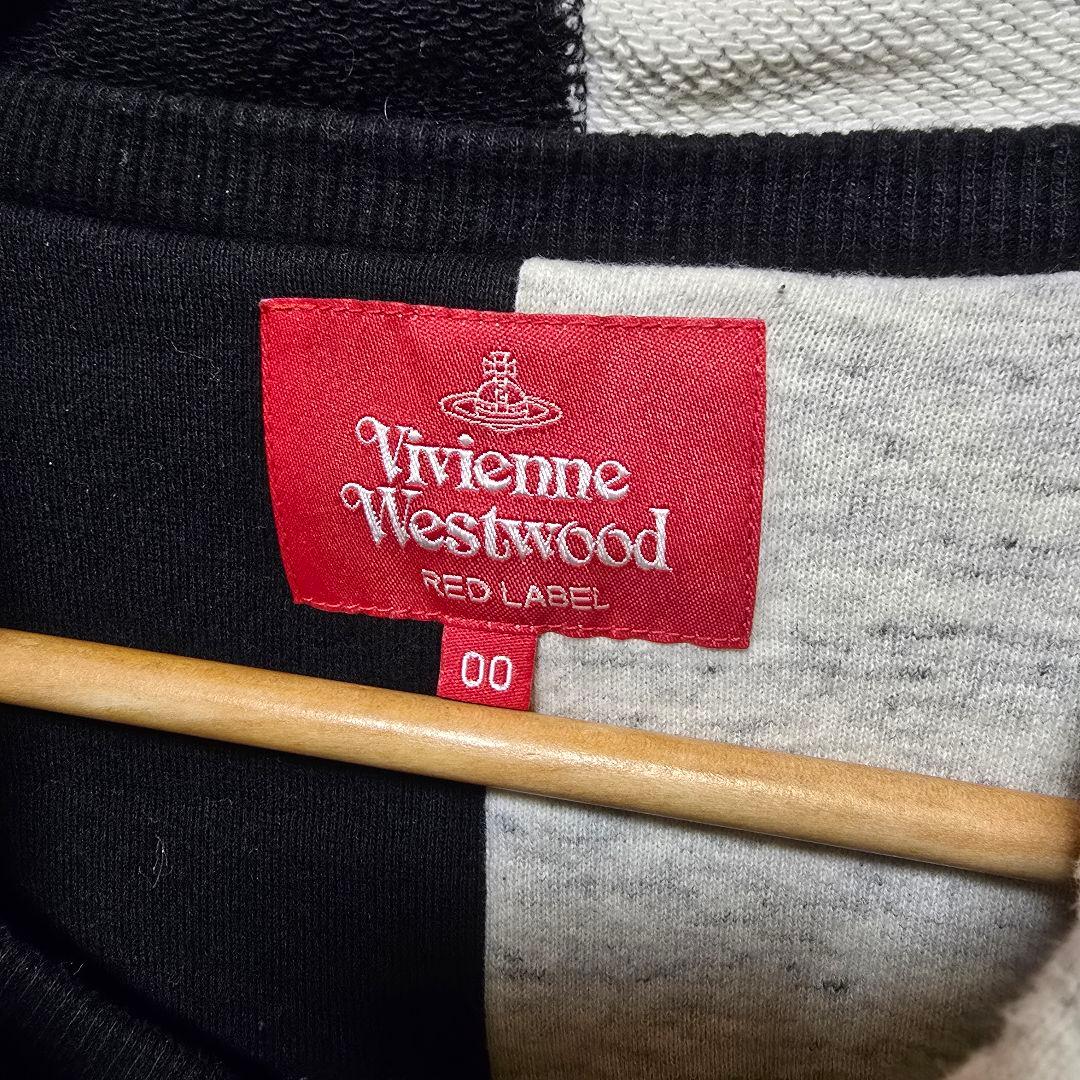 Vivienne
Westwood
RED LABEL
00